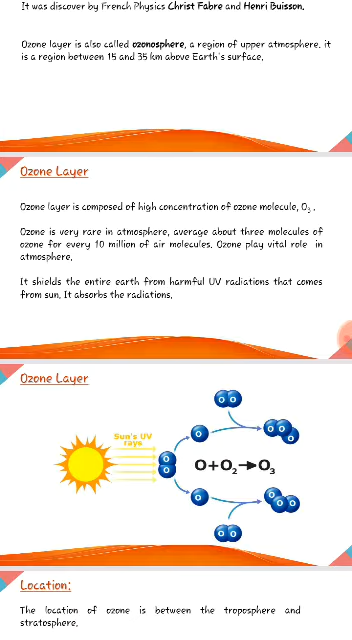 It was discover by French Physics Christ Fabre and Henri Buisson.
Ozone layer is also called ozonosphere, a region of upper atmosphere. it
is a region between 15 and 35 km above Earth's surface.
Ozone Layer
Ozone layer is composed of high concentration of ozone molecule, O₃ .
Ozone is very rare in atmosphere, average about three molecules of
ozone for every 10 million of air molecules. Ozone play vital role in
atmosphere.
It shields the entire earth from harmful UV radiations that comes
from sun. It absorbs the radiations.
Ozone Layer
Sun's UV
rays
O O
O
O O
O
O
O
O+O₂→O₃
O
O O
O
O O
Location:
The location of ozone is between the troposphere and
stratosphere.